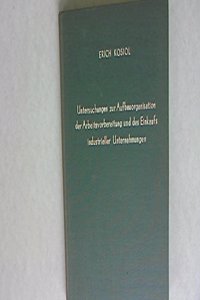 ERICH KOSIOL
Untersuchungen zur Aufbauorganisation
der Arbeitsvorbereitung und des Einkaufs
industrieller Unternehmungen